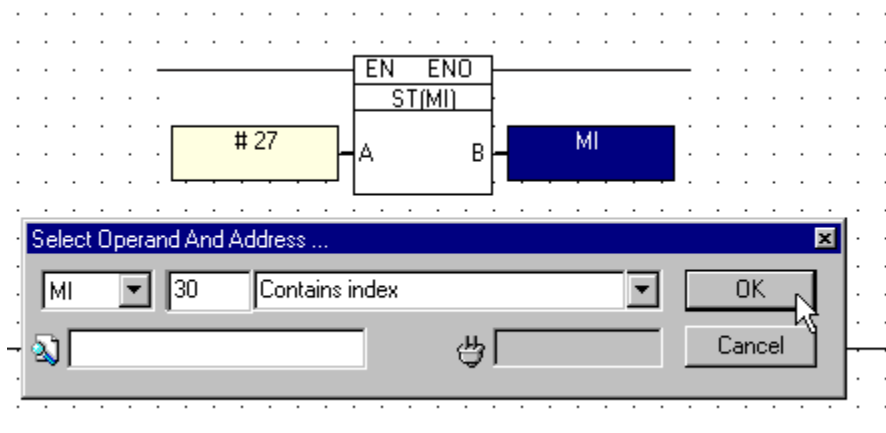 EN ENO
ST(MI)
# 27
A B
MI
Select Operand And Address ...
MI 30 Contains index OK
Cancel